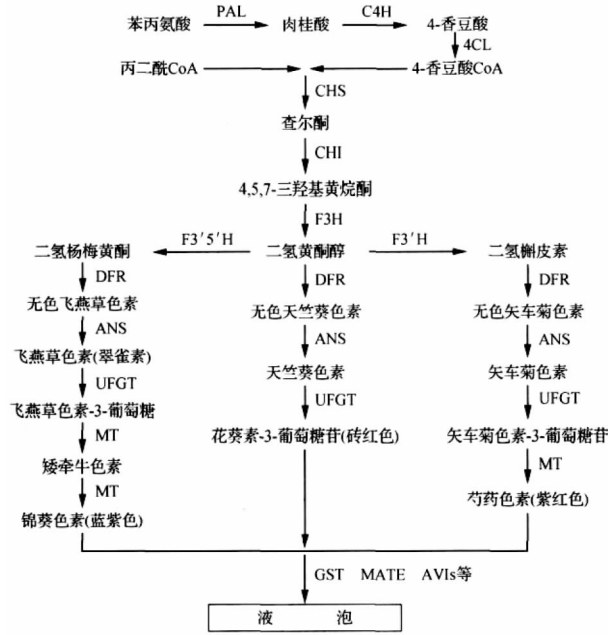 苯丙氨酸 PAL 肉桂酸 C4H 4-香豆酸
4CL
丙二酰CoA 4-香豆酸CoA
CHS
查尔酮
CHI
4,5,7-三羟基黄烷酮
F3H
二氢杨梅黄酮 F3′5′H 二氢黄酮醇 F3′H 二氢槲皮素
DFR DFR DFR
无色飞燕草色素 无色天竺葵色素 无色矢车菊色素
ANS ANS ANS
飞燕草色素(翠雀素) 天竺葵色素 矢车菊色素
UFGT UFGT UFGT
飞燕草色素-3-葡萄糖 花葵素-3-葡萄糖苷(砖红色) 矢车菊色素-3-葡萄糖苷
MT MT
矮牵牛色素
MT
芍药色素(紫红色)
锦葵色素(蓝紫色)
GST MATE AVIs等
液 泡